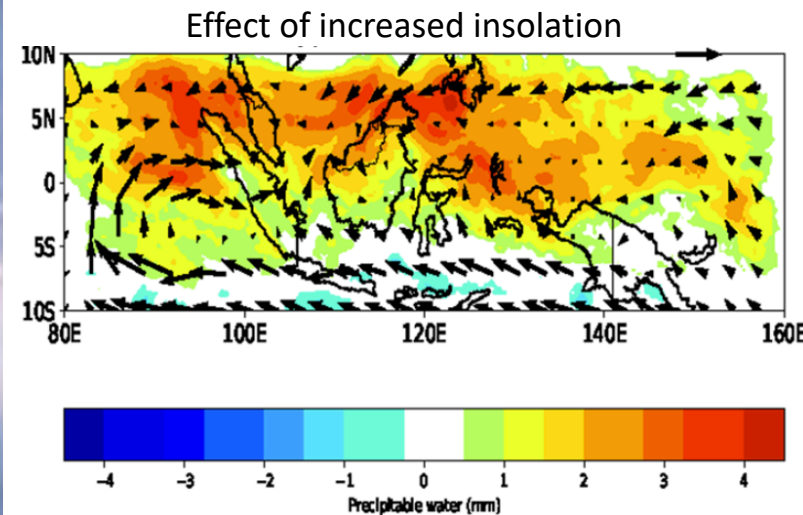 Effect of increased insolation
10N
5N
0
5S
10S
80E 100E 120E 140E 160E
−4 −3 −2 −1 0 1 2 3 4
Precipitable water (mm)